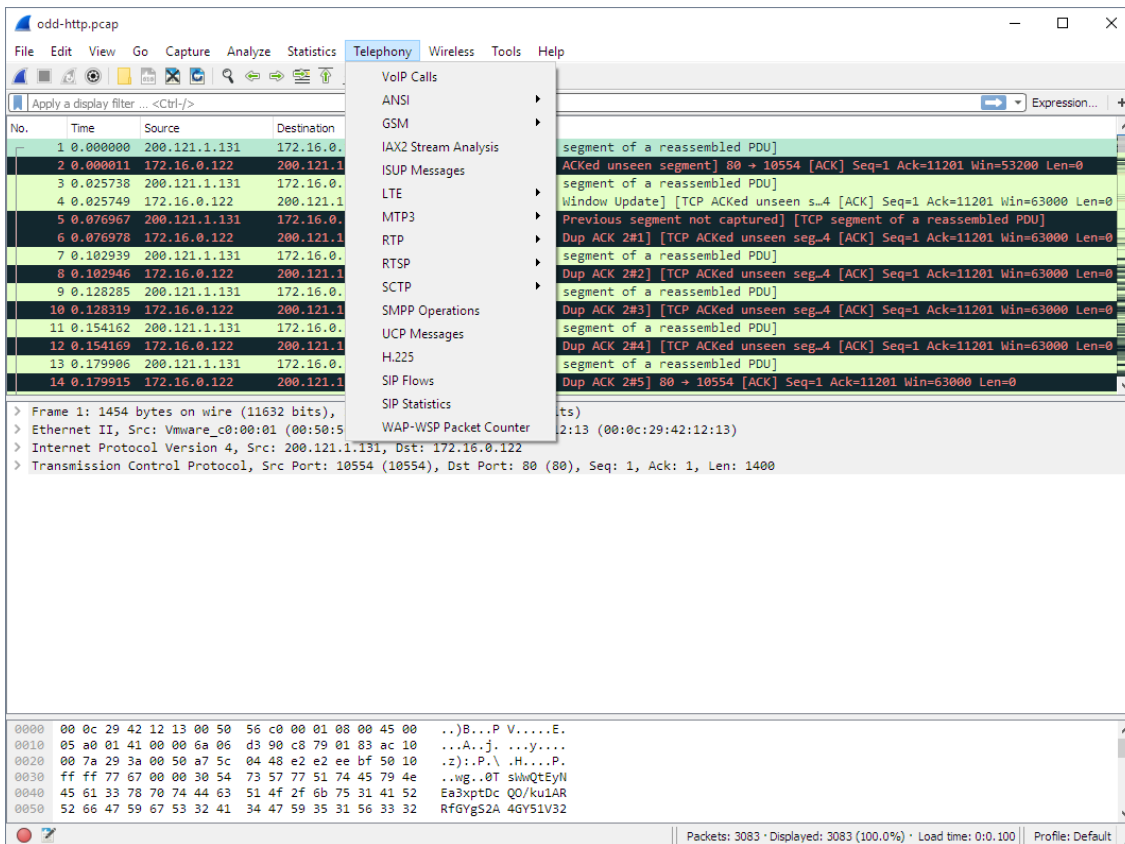 odd-http.pcap
File Edit View Go Capture Analyze Statistics Telephony Wireless Tools Help
Apply a display filter ... <Ctrl-/> Expression... +
No. Time Source Destination
1 0.000000 200.121.1.131 172.16.0. segment of a reassembled PDU]
2 0.000011 172.16.0.122 200.121.1 ACKed unseen segment] 80 → 10554 [ACK] Seq=1 Ack=11201 Win=53200 Len=0
3 0.025738 200.121.1.131 172.16.0. segment of a reassembled PDU]
4 0.025749 172.16.0.122 200.121.1 Window Update] [TCP ACKed unseen s…4 [ACK] Seq=1 Ack=11201 Win=63000 Len=0
5 0.076967 200.121.1.131 172.16.0. Previous segment not captured] [TCP segment of a reassembled PDU]
6 0.076978 172.16.0.122 200.121.1 Dup ACK 2#1] [TCP ACKed unseen seg…4 [ACK] Seq=1 Ack=11201 Win=63000 Len=0
7 0.102939 200.121.1.131 172.16.0. segment of a reassembled PDU]
8 0.102946 172.16.0.122 200.121.1 Dup ACK 2#2] [TCP ACKed unseen seg…4 [ACK] Seq=1 Ack=11201 Win=63000 Len=0
9 0.128285 200.121.1.131 172.16.0. segment of a reassembled PDU]
10 0.128319 172.16.0.122 200.121.1 Dup ACK 2#3] [TCP ACKed unseen seg…4 [ACK] Seq=1 Ack=11201 Win=63000 Len=0
11 0.154162 200.121.1.131 172.16.0. segment of a reassembled PDU]
12 0.154169 172.16.0.122 200.121.1 Dup ACK 2#4] [TCP ACKed unseen seg…4 [ACK] Seq=1 Ack=11201 Win=63000 Len=0
13 0.179906 200.121.1.131 172.16.0. segment of a reassembled PDU]
14 0.179915 172.16.0.122 200.121.1 Dup ACK 2#5] 80 → 10554 [ACK] Seq=1 Ack=11201 Win=63000 Len=0
VoIP Calls
ANSI
GSM
IAX2 Stream Analysis
ISUP Messages
LTE
MTP3
RTP
RTSP
SCTP
SMPP Operations
UCP Messages
H.225
SIP Flows
SIP Statistics
WAP-WSP Packet Counter
> Frame 1: 1454 bytes on wire (11632 bits), its)
> Ethernet II, Src: Vmware_c0:00:01 (00:50:5 12:13 (00:0c:29:42:12:13)
> Internet Protocol Version 4, Src: 200.121.1.131, Dst: 172.16.0.122
> Transmission Control Protocol, Src Port: 10554 (10554), Dst Port: 80 (80), Seq: 1, Ack: 1, Len: 1400
0000 00 0c 29 42 12 13 00 50 56 c0 00 01 08 00 45 00 ..)B...P V.....E.
0010 05 a0 01 41 00 00 6a 06 d3 90 c8 79 01 83 ac 10 ...A..j. ...y....
0020 00 7a 29 3a 00 50 a7 5c 04 48 e2 e2 ee bf 50 10 .z):.P.\ .H....P.
0030 ff ff 77 67 00 00 30 54 73 57 77 51 74 45 79 4e ..wg..0T sWwQtEyN
0040 45 61 33 78 70 74 44 63 51 4f 2f 6b 75 31 41 52 Ea3xptDc QO/ku1AR
0050 52 66 47 59 67 53 32 41 34 47 59 35 31 56 33 32 RfGYgS2A 4GY51V32
Packets: 3083 · Displayed: 3083 (100.0%) · Load time: 0:0.100 Profile: Default